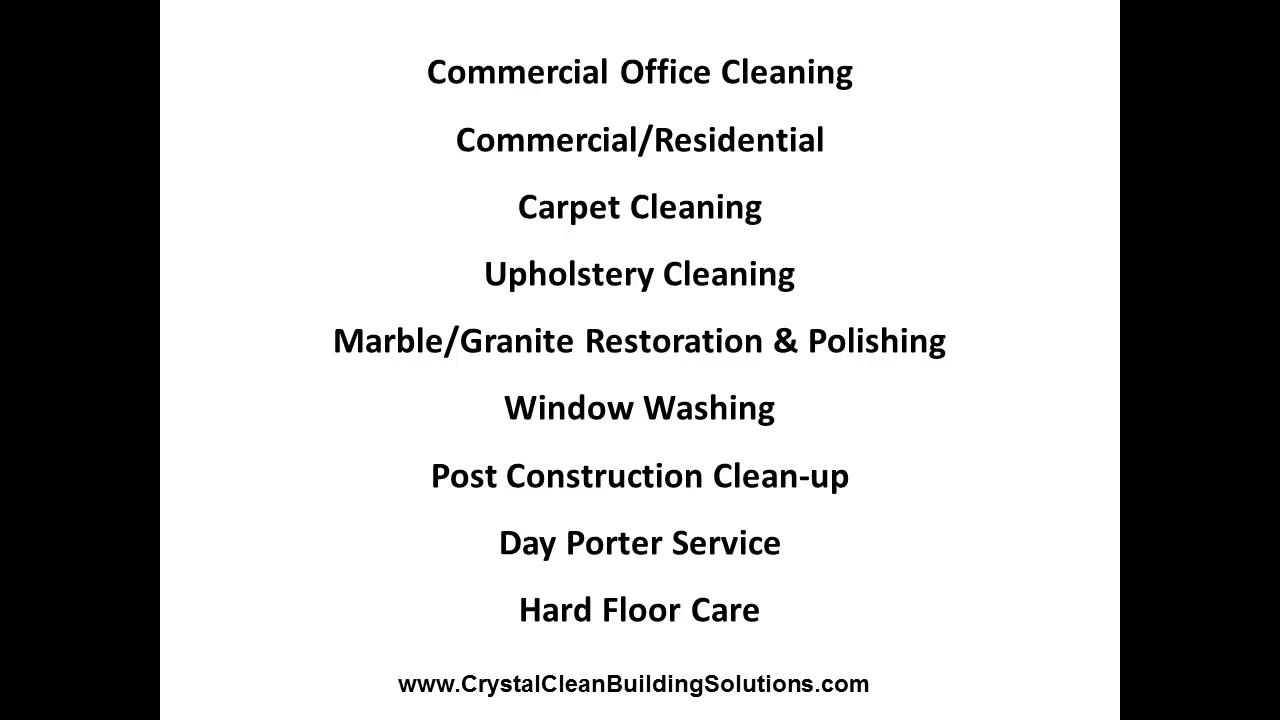 Commercial Office Cleaning
Commercial/Residential
Carpet Cleaning
Upholstery Cleaning
Marble/Granite Restoration & Polishing
Window Washing
Post Construction Clean-up
Day Porter Service
Hard Floor Care
www.CrystalCleanBuildingSolutions.com